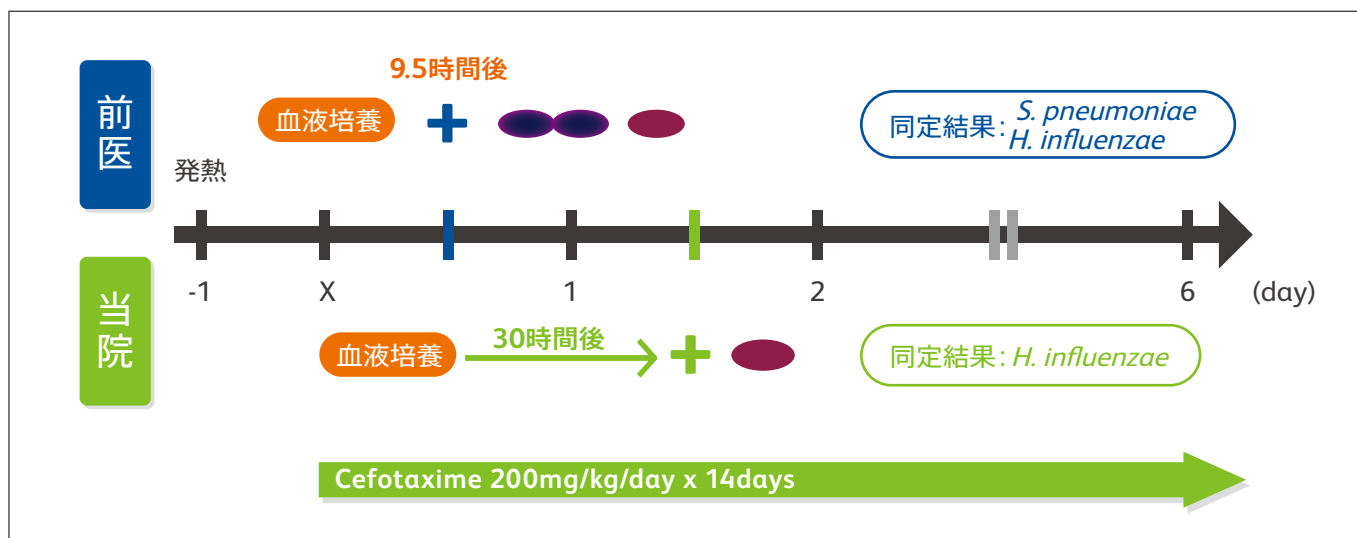 前医
9.5時間後
血液培養
同定結果: S. pneumoniae
H. influenzae
発熱
-1 X 1 2 6 (day)
当院
30時間後
血液培養
同定結果: H. influenzae
Cefotaxime 200mg/kg/day x 14days